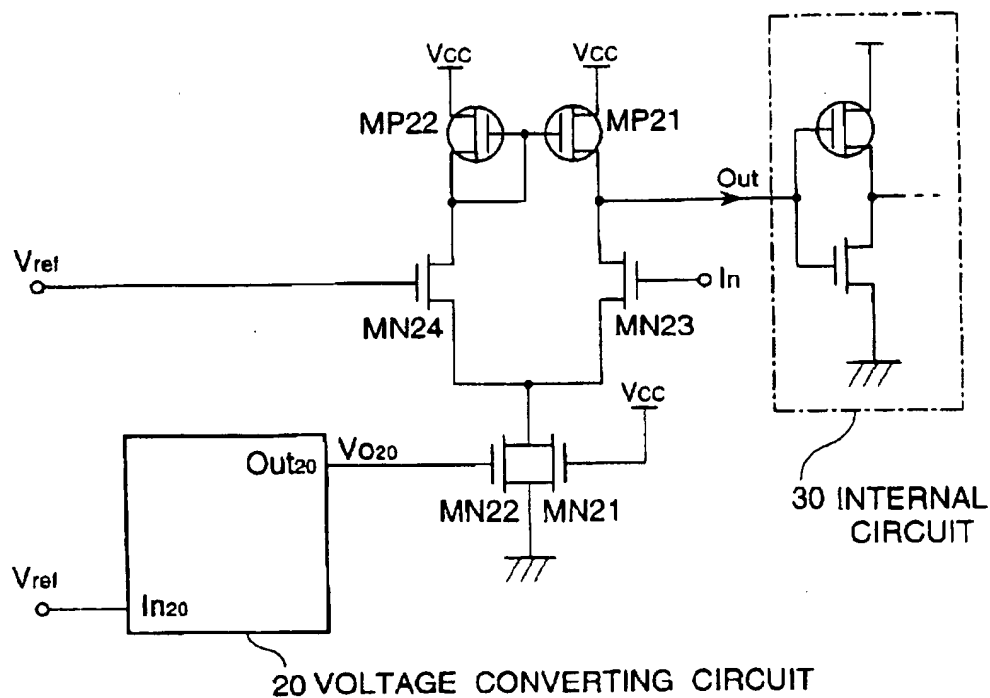 Vcc
Vcc
MP22
MP21
Out
Vref
In
MN24
MN23
Vcc
Out20
Vo20
MN22
MN21
30 INTERNAL
CIRCUIT
Vref
In20
20 VOLTAGE CONVERTING CIRCUIT